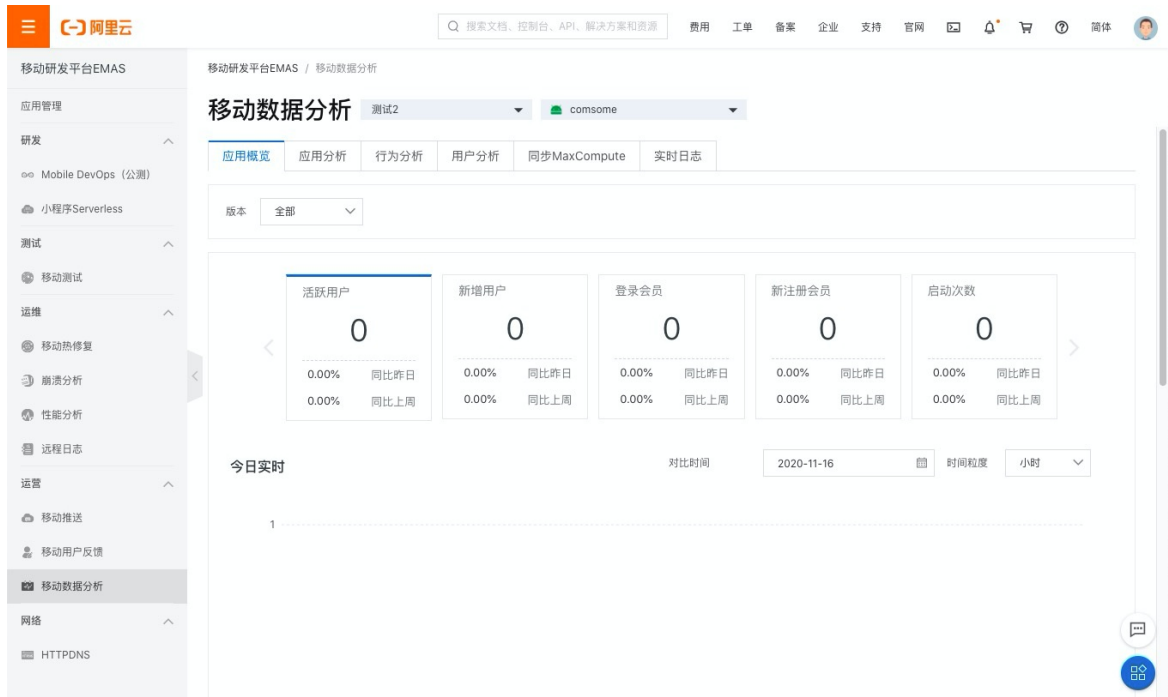 阿里云
搜索文档、控制台、API、解决方案和资源
费用 工单 备案 企业 支持 官网 简体
移动研发平台EMAS
应用管理
研发
Mobile DevOps（公测）
小程序Serverless
测试
移动测试
运维
移动热修复
崩溃分析
性能分析
远程日志
运营
移动推送
移动用户反馈
移动数据分析
网络
HTTPDNS
移动研发平台EMAS / 移动数据分析
移动数据分析 测试2 comsome
应用概览 应用分析 行为分析 用户分析 同步MaxCompute 实时日志
版本 全部
活跃用户 新增用户 登录会员 新注册会员 启动次数
0 0 0 0 0
0.00% 同比昨日 0.00% 同比昨日 0.00% 同比昨日 0.00% 同比昨日 0.00% 同比昨日
0.00% 同比上周 0.00% 同比上周 0.00% 同比上周 0.00% 同比上周 0.00% 同比上周
今日实时 对比时间 2020-11-16 时间粒度 小时
1